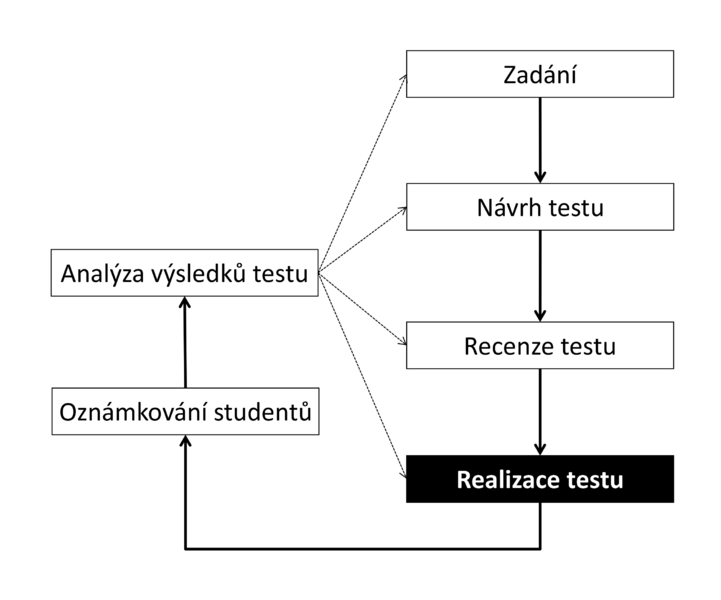 Zadání
Návrh testu
Analýza výsledků testu
Recenze testu
Oznámkování studentů
Realizace testu